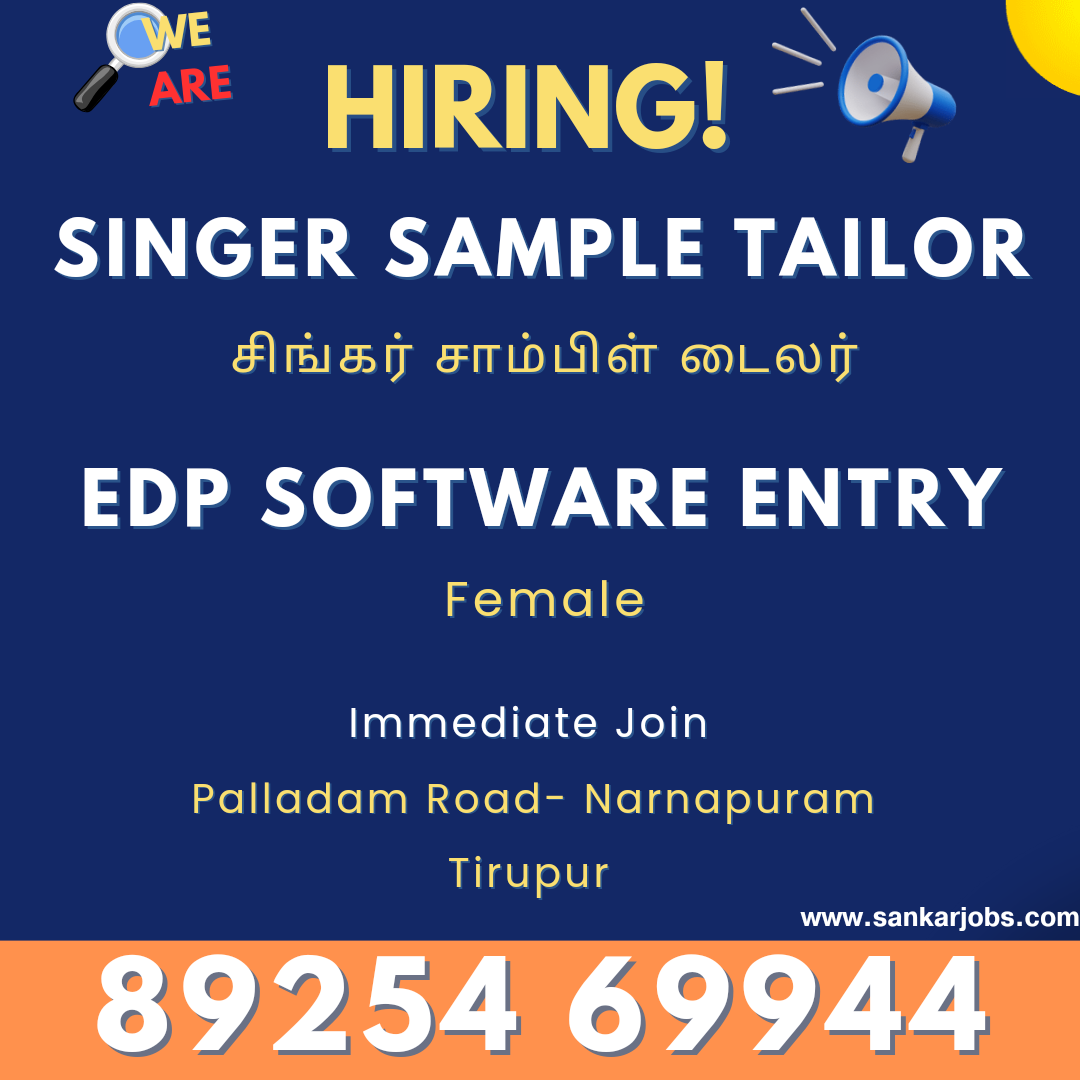 WE
ARE
HIRING!
SINGER SAMPLE TAILOR
சிங்கர் சாம்பிள் டைலர்
EDP SOFTWARE ENTRY
Female
Immediate Join
Palladam Road- Narnapuram
Tirupur
www.sankarjobs.com
89254 69944